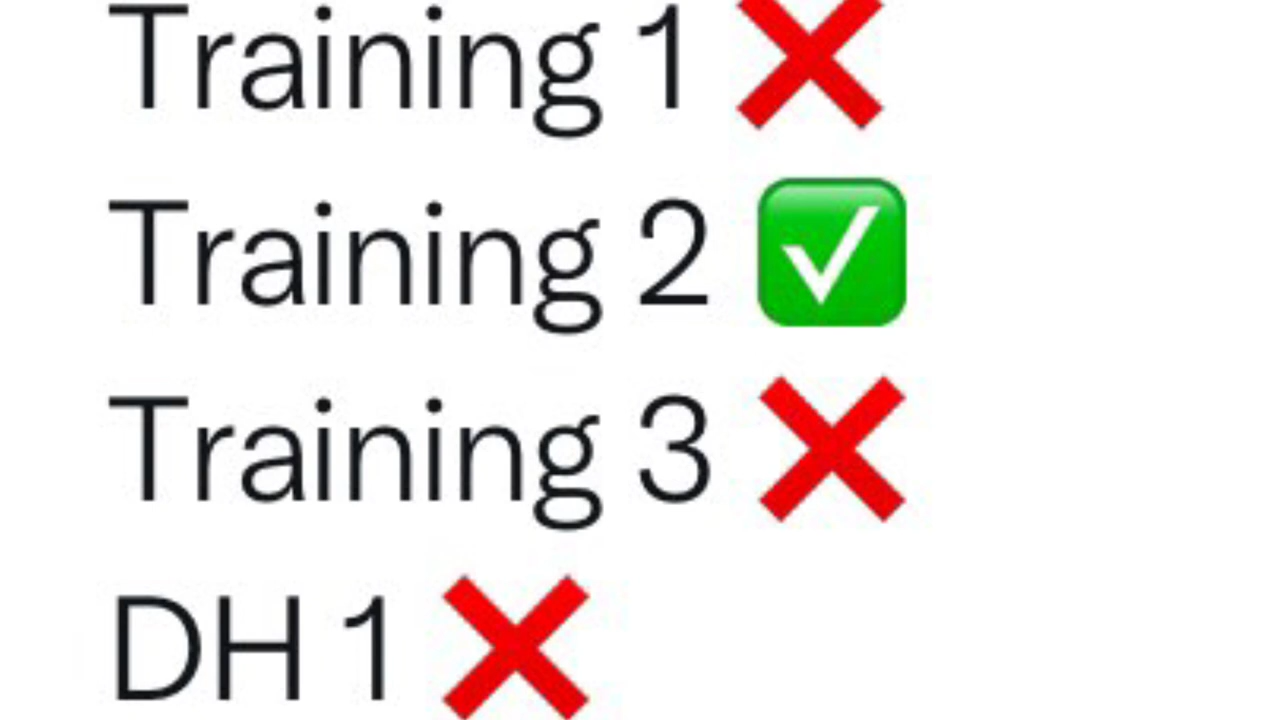 Training 1 ❌
Training 2 ✅
Training 3 ❌
DH 1 ❌